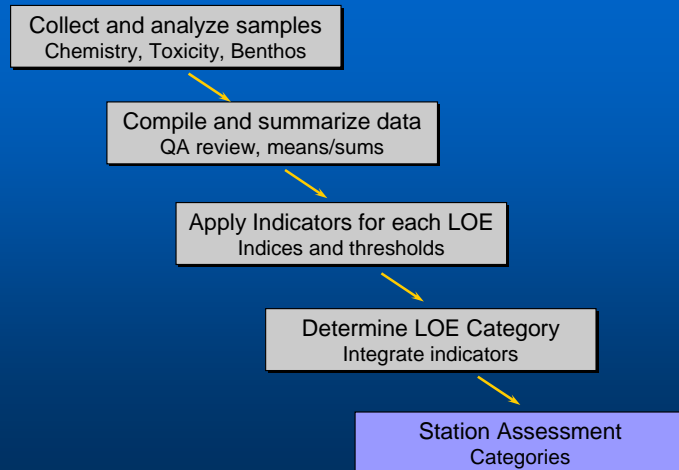 Collect and analyze samples
Chemistry, Toxicity, Benthos
Compile and summarize data
QA review, means/sums
Apply Indicators for each LOE
Indices and thresholds
Determine LOE Category
Integrate indicators
Station Assessment
Categories